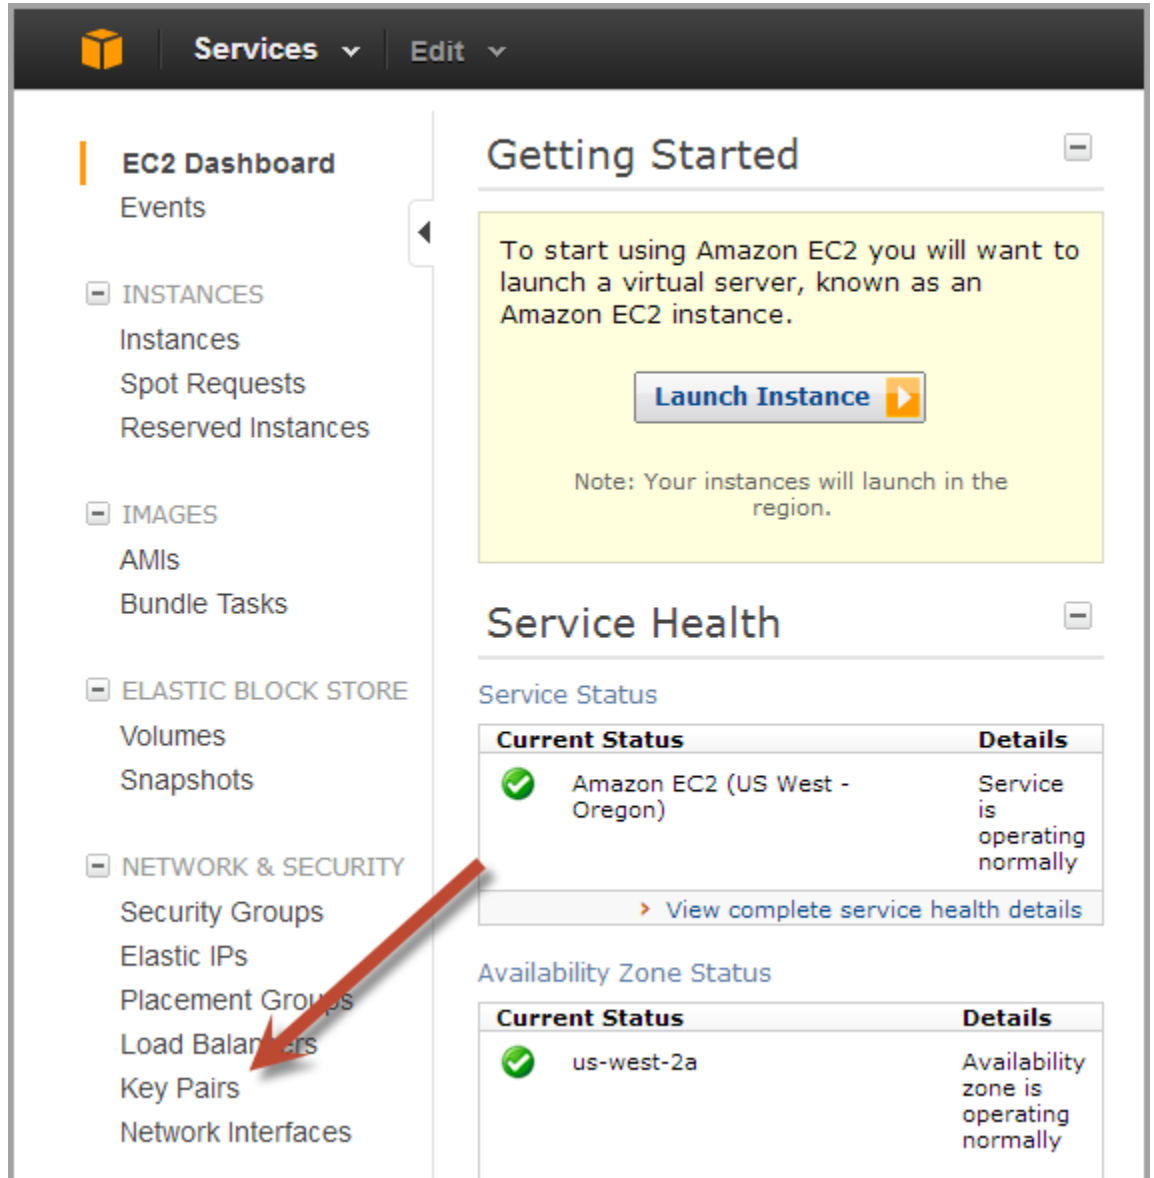 Services Edit
EC2 Dashboard
Events
INSTANCES
Instances
Spot Requests
Reserved Instances
IMAGES
AMIs
Bundle Tasks
ELASTIC BLOCK STORE
Volumes
Snapshots
NETWORK & SECURITY
Security Groups
Elastic IPs
Placement Groups
Load Balancers
Key Pairs
Network Interfaces
Getting Started
To start using Amazon EC2 you will want to
launch a virtual server, known as an
Amazon EC2 instance.
Launch Instance
Note: Your instances will launch in the
region.
Service Health
Service Status
Current Status Details
Amazon EC2 (US West - Service
Oregon) is
operating
normally
› View complete service health details
Availability Zone Status
Current Status Details
us-west-2a Availability
zone is
operating
normally